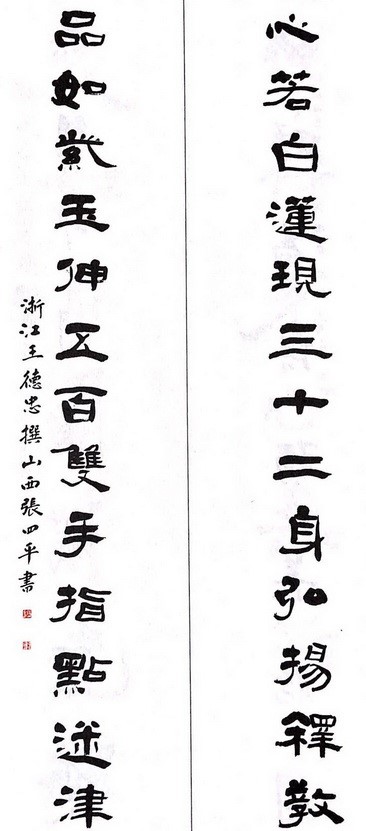 心若白蓮現三十二身弘揚釋教
品如紫玉伸五百雙手指點迷津
浙江王德忠撰山西張四平書